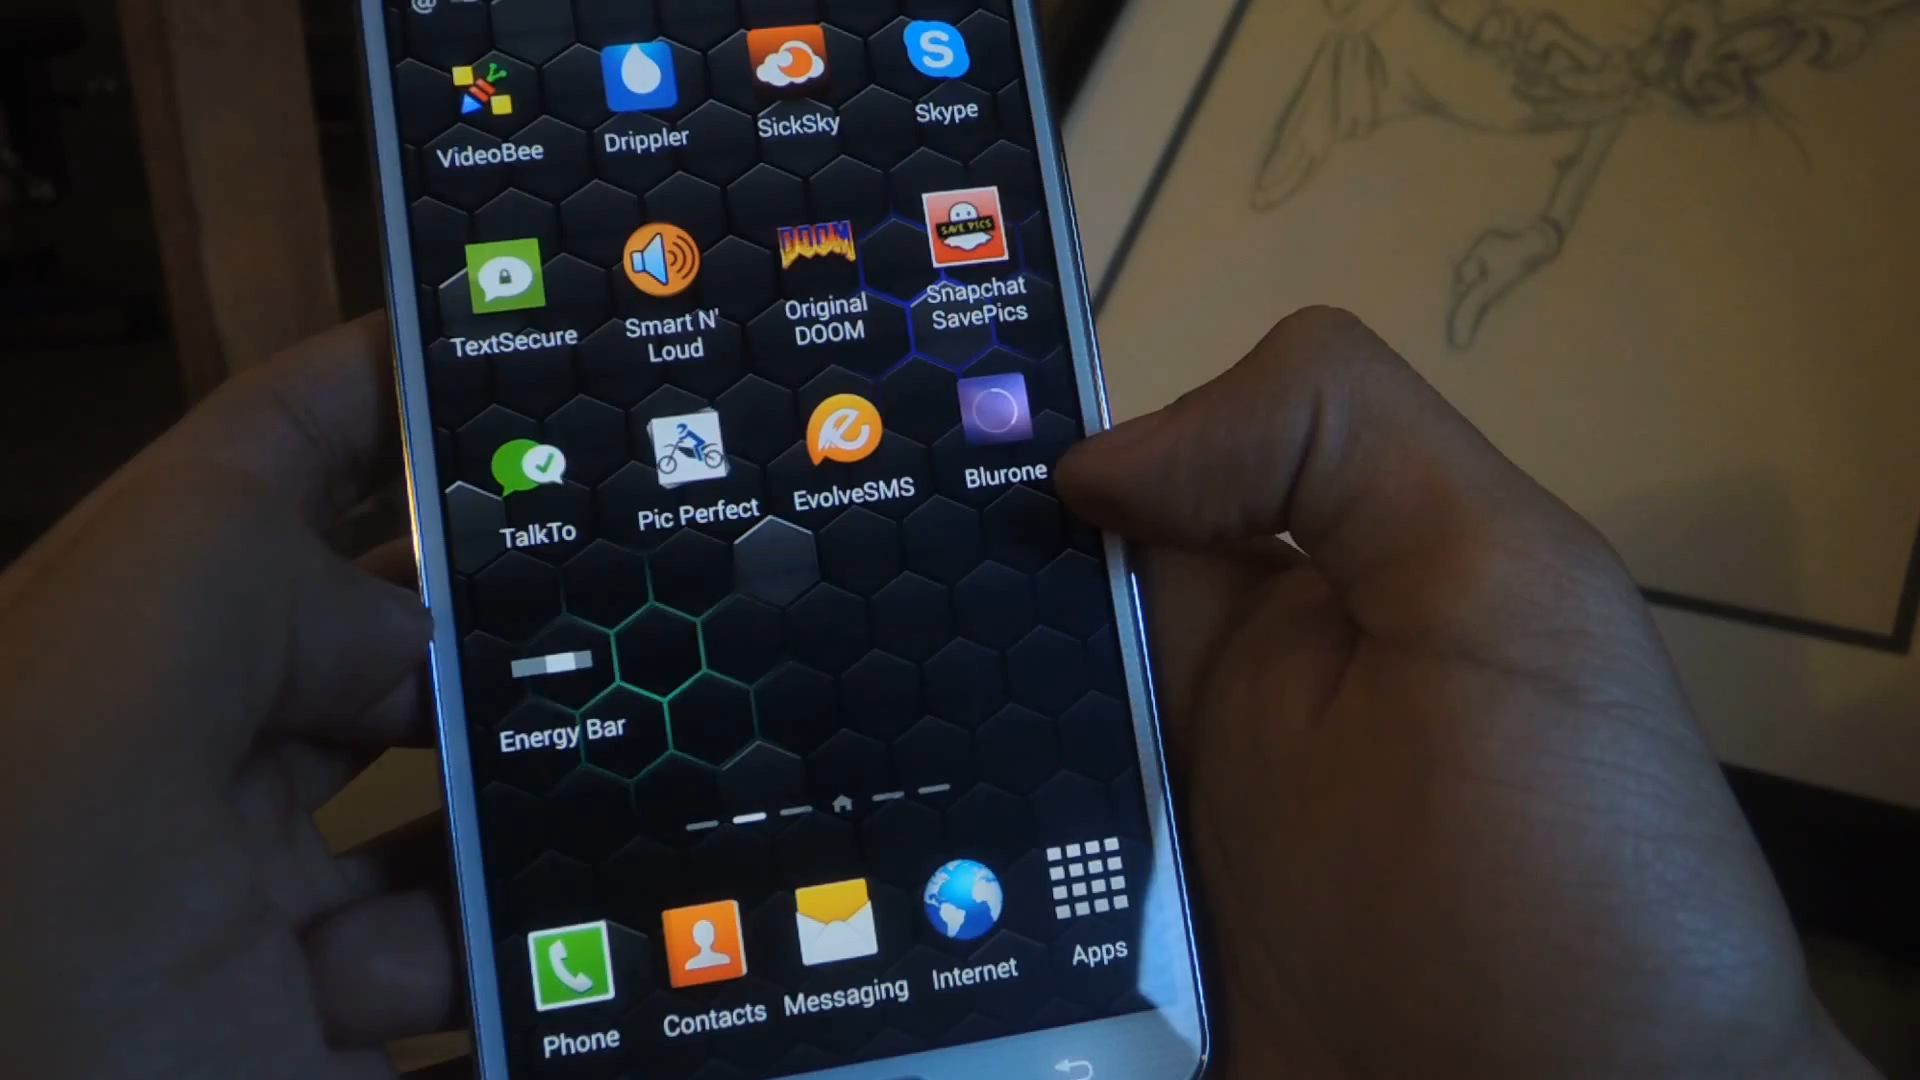 @
VideoBee
Drippler
SickSky
S
Skype
TextSecure
Smart N'
Loud
DOOM
Original
DOOM
SAVE PICS
Snapchat
SavePics
TalkTo
Pic Perfect
e
EvolveSMS
Blurone
Energy Bar
Phone
Contacts
Messaging
Internet
Apps